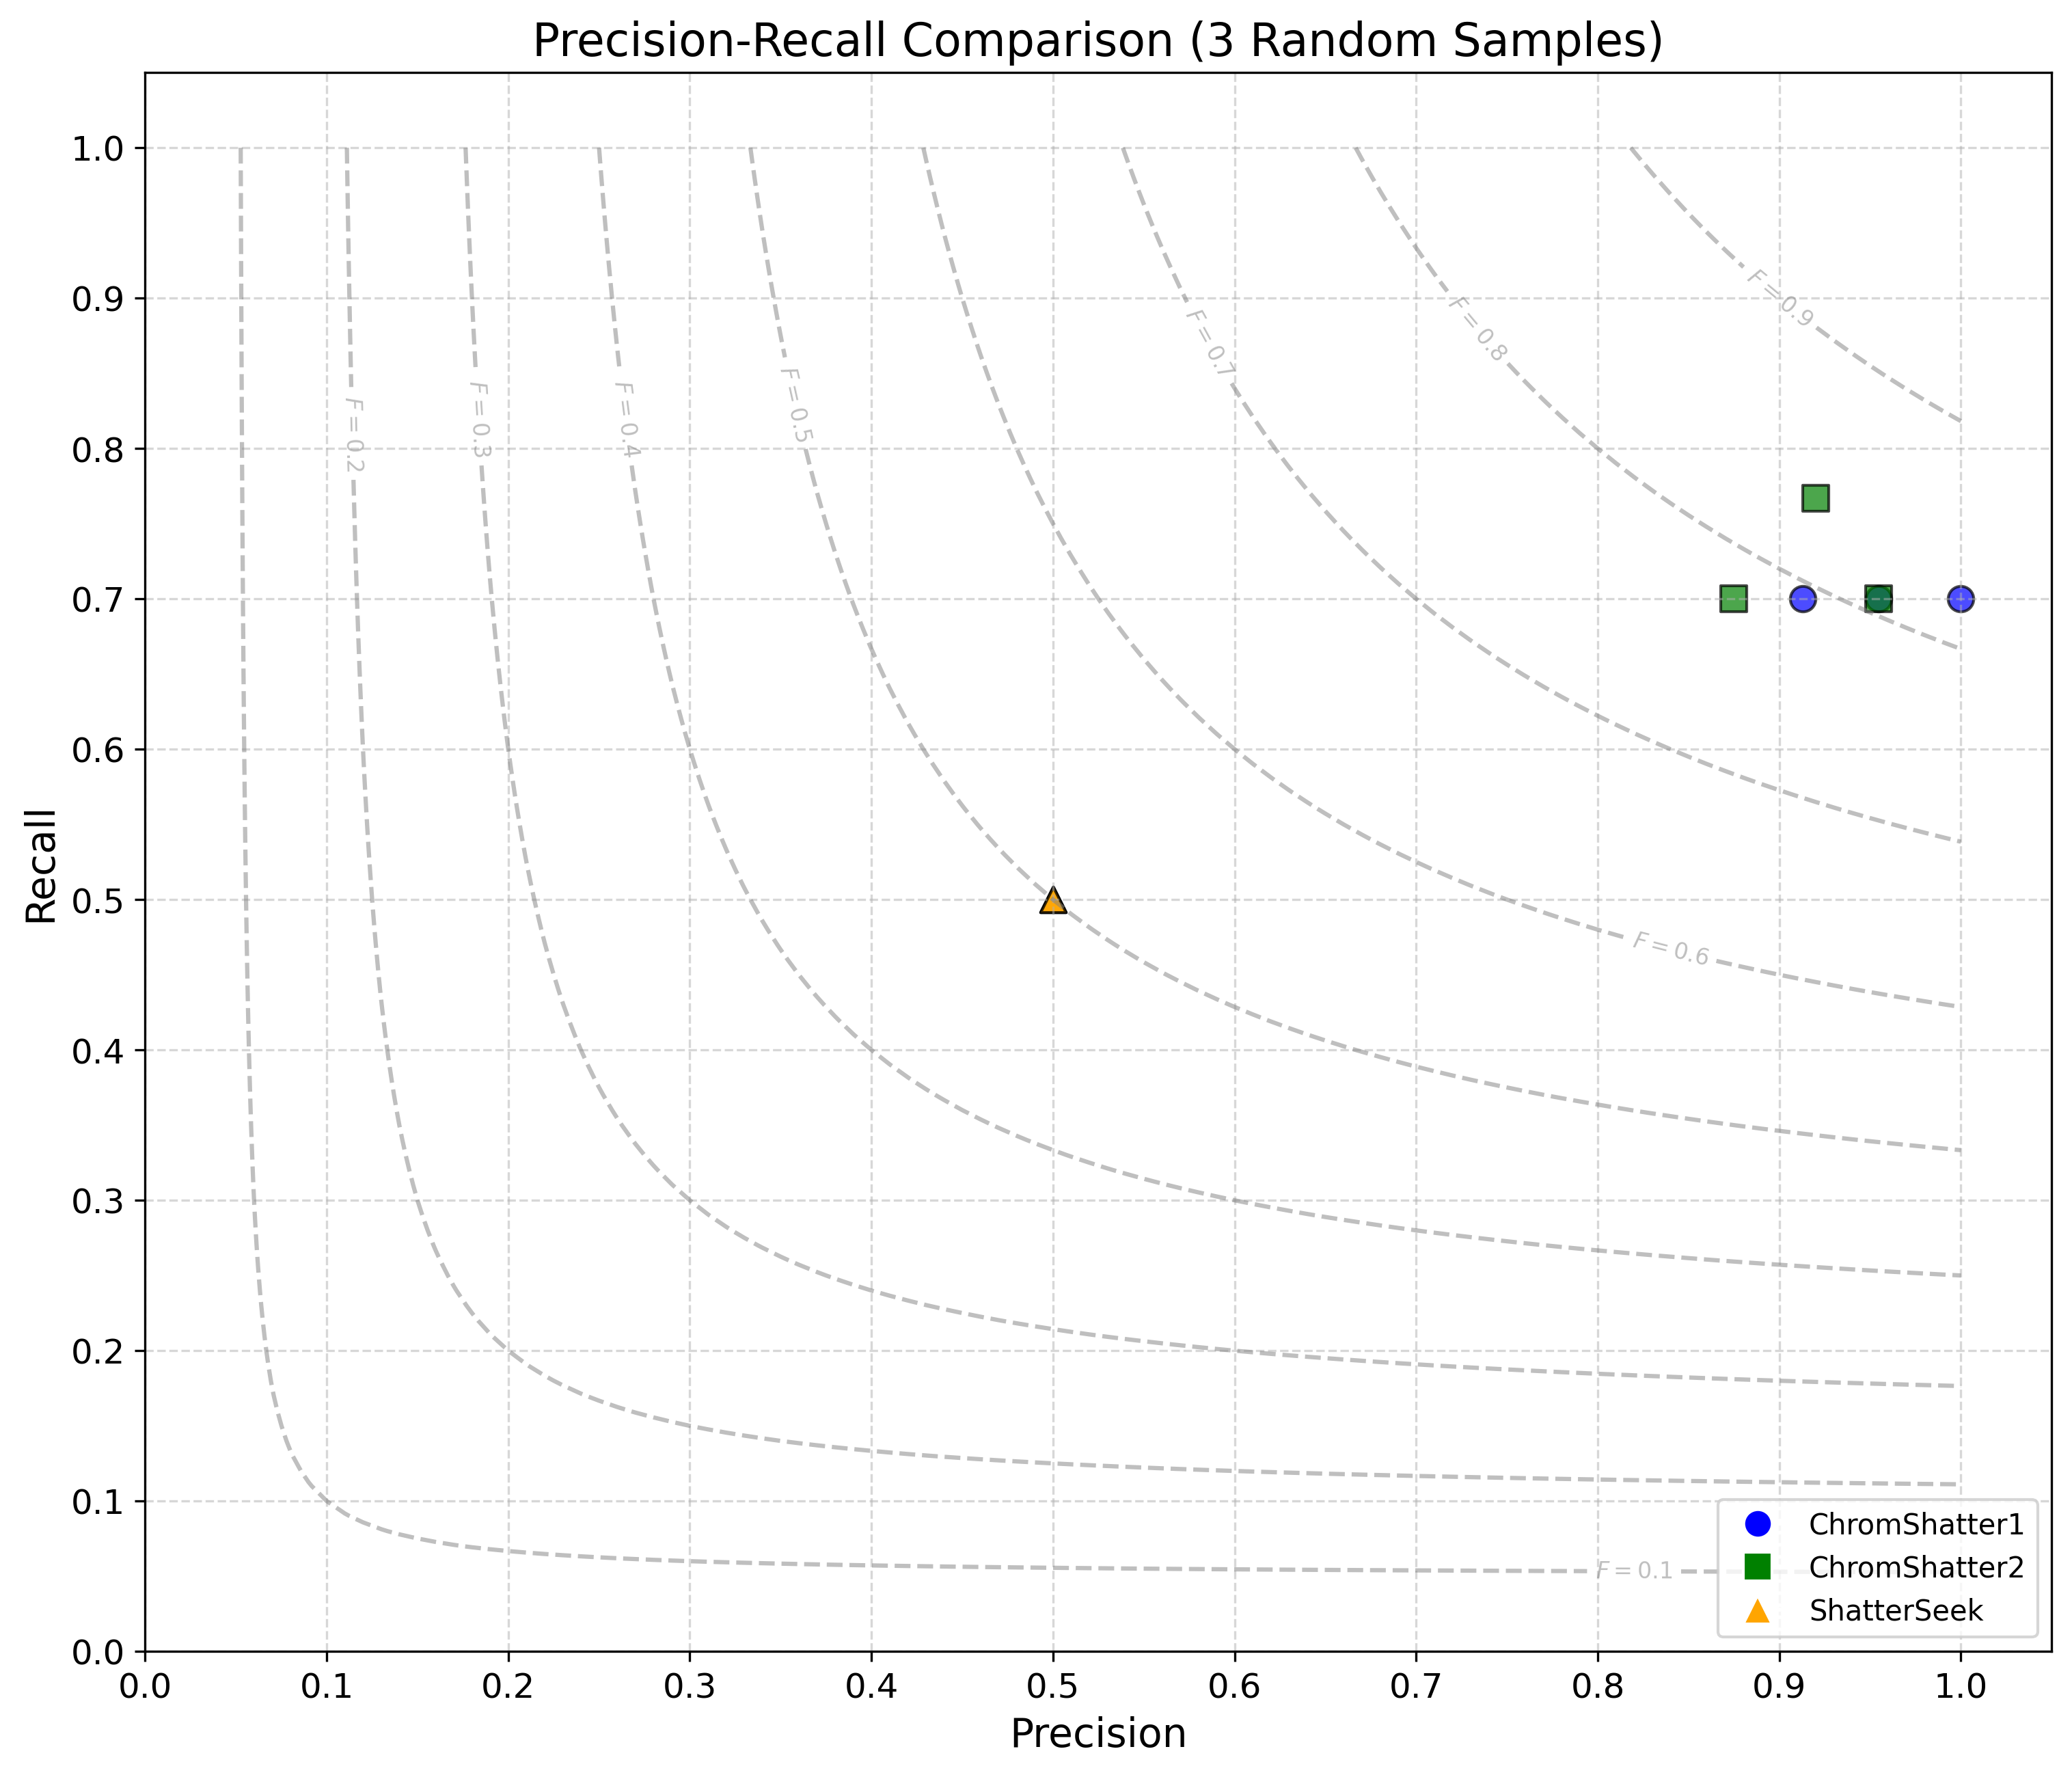 Precision-Recall Comparison (3 Random Samples)
1.0
0.9
0.8
0.7
0.6
0.5
0.4
0.3
0.2
0.1
0.0
Recall
F=0.9
F=0.8
F=0.7
F=0.5
F=0.4
F=0.3
F=0.2
F=0.6
F=0.1
ChromShatter1
ChromShatter2
ShatterSeek
0.0 0.1 0.2 0.3 0.4 0.5 0.6 0.7 0.8 0.9 1.0
Precision